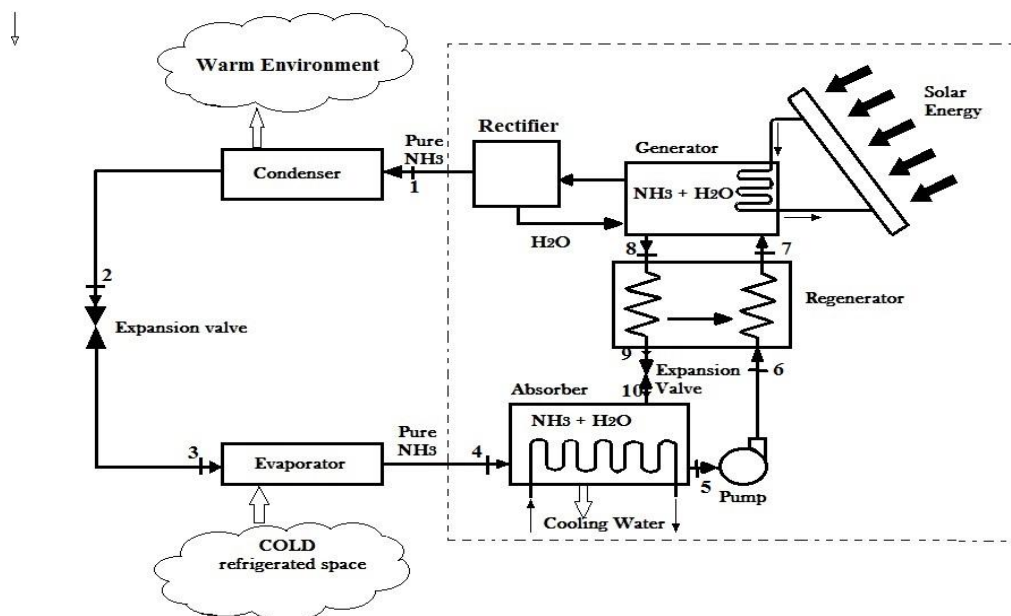 Warm Environment
Solar
Energy
Rectifier
Pure
NH3
Generator
Condenser
1
NH3 + H2O
H2O
8
7
2
Regenerator
Expansion valve
9
6
Expansion
Valve
10
Absorber
NH3 + H2O
Pure
NH3
3
Evaporator
4
5
Pump
Cooling Water
COLD
refrigerated space